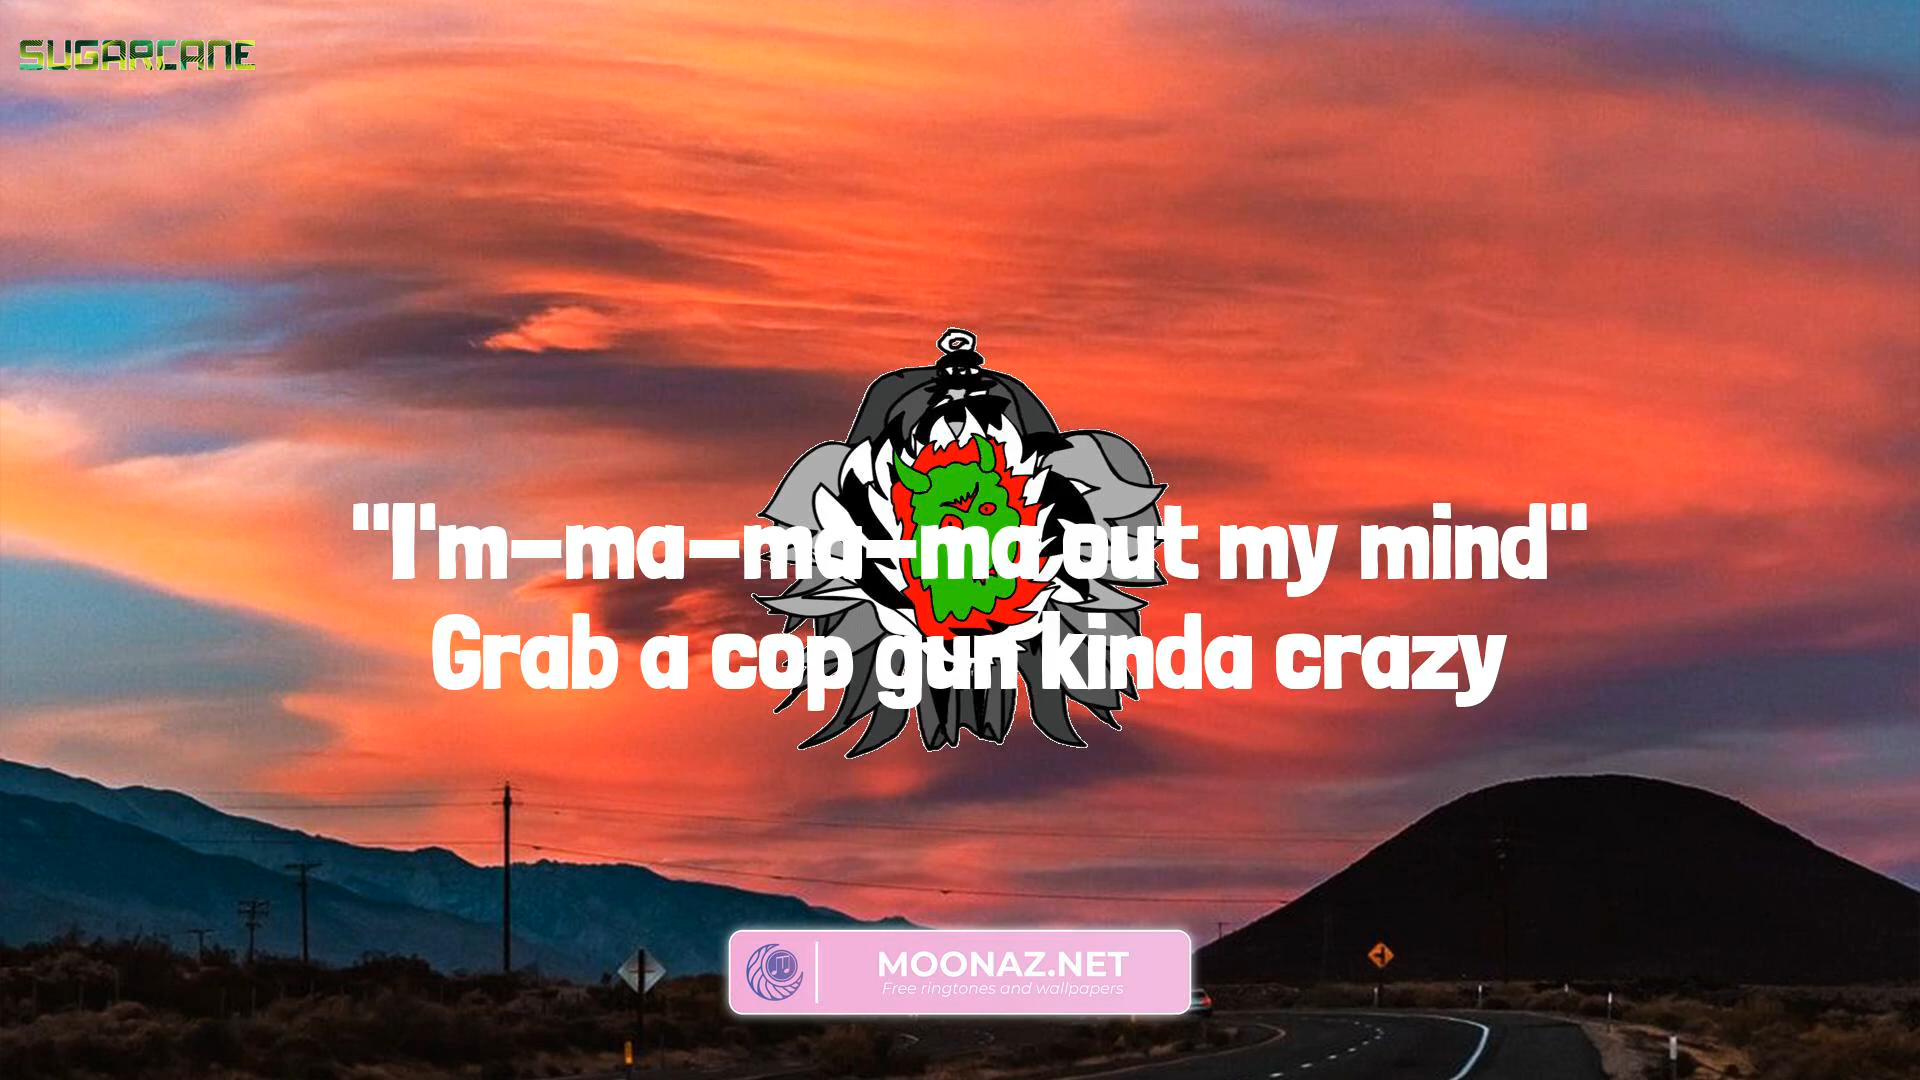 SUGARCANE
"I'm-ma-ma-ma out my mind"
Grab a cop gun kinda crazy
MOONAZ.NET
Free ringtones and wallpapers